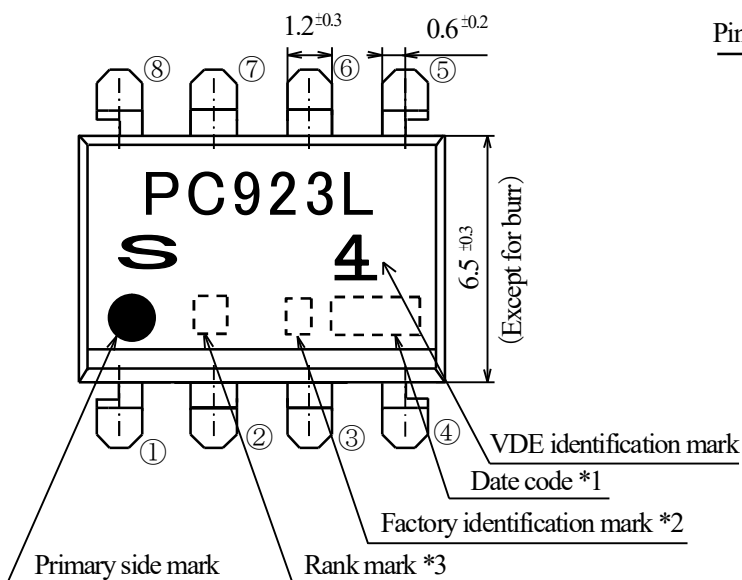 1.2±0.3
0.6±0.2
Pin
⑧ ⑦ ⑥ ⑤
PC923L
S 4
6.5 ±0.3
(Except for burr)
① ② ③ ④
VDE identification mark
Date code *1
Factory identification mark *2
Primary side mark
Rank mark *3